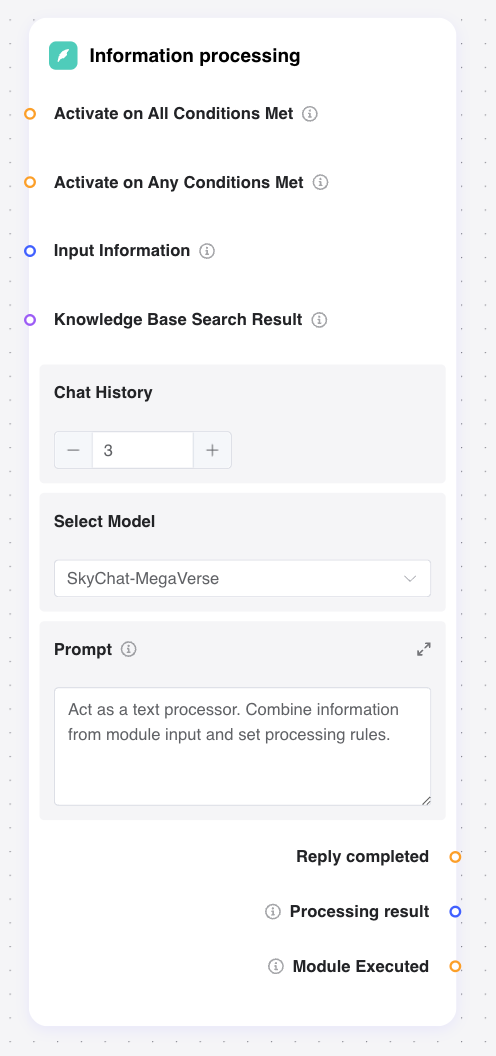 Information processing
Activate on All Conditions Met
Activate on Any Conditions Met
Input Information
Knowledge Base Search Result
Chat History
3
Select Model
SkyChat-MegaVerse
Prompt
Act as a text processor. Combine information
from module input and set processing rules.
Reply completed
Processing result
Module Executed